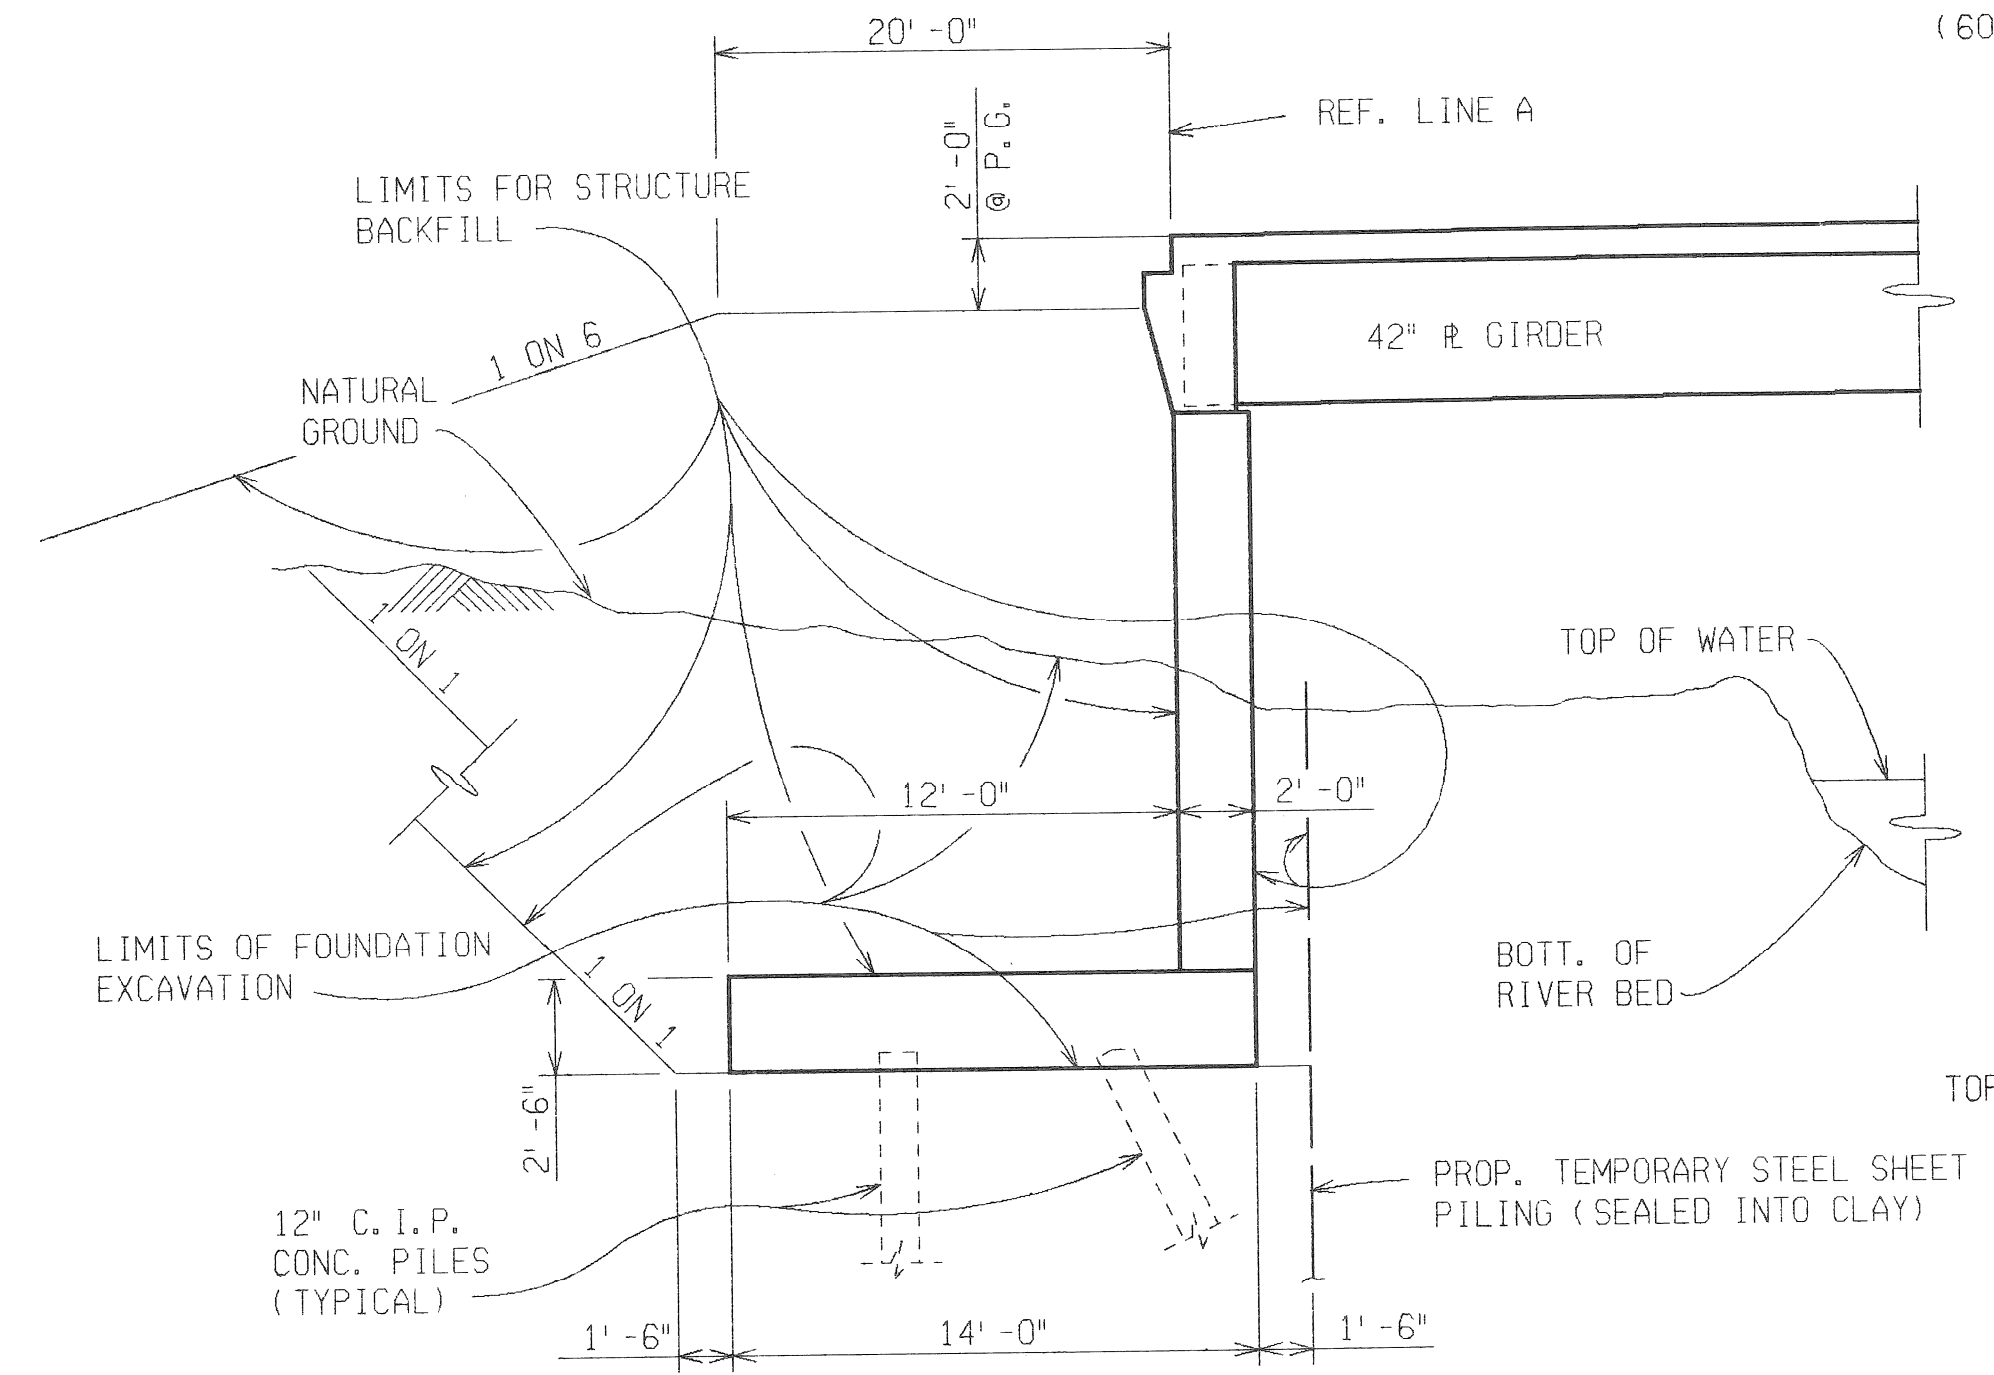 20'-0"
(60
REF. LINE A
2'-0"
@ P.G.
LIMITS FOR STRUCTURE
BACKFILL
1 ON 6
42" ℙL GIRDER
NATURAL
GROUND
1 ON 1
TOP OF WATER
12'-0"
2'-0"
LIMITS OF FOUNDATION
EXCAVATION
1 ON 1
BOTT. OF
RIVER BED
2'-6"
TOP
PROP. TEMPORARY STEEL SHEET
PILING (SEALED INTO CLAY)
12" C.I.P.
CONC. PILES
(TYPICAL)
1'-6"
14'-0"
1'-6"